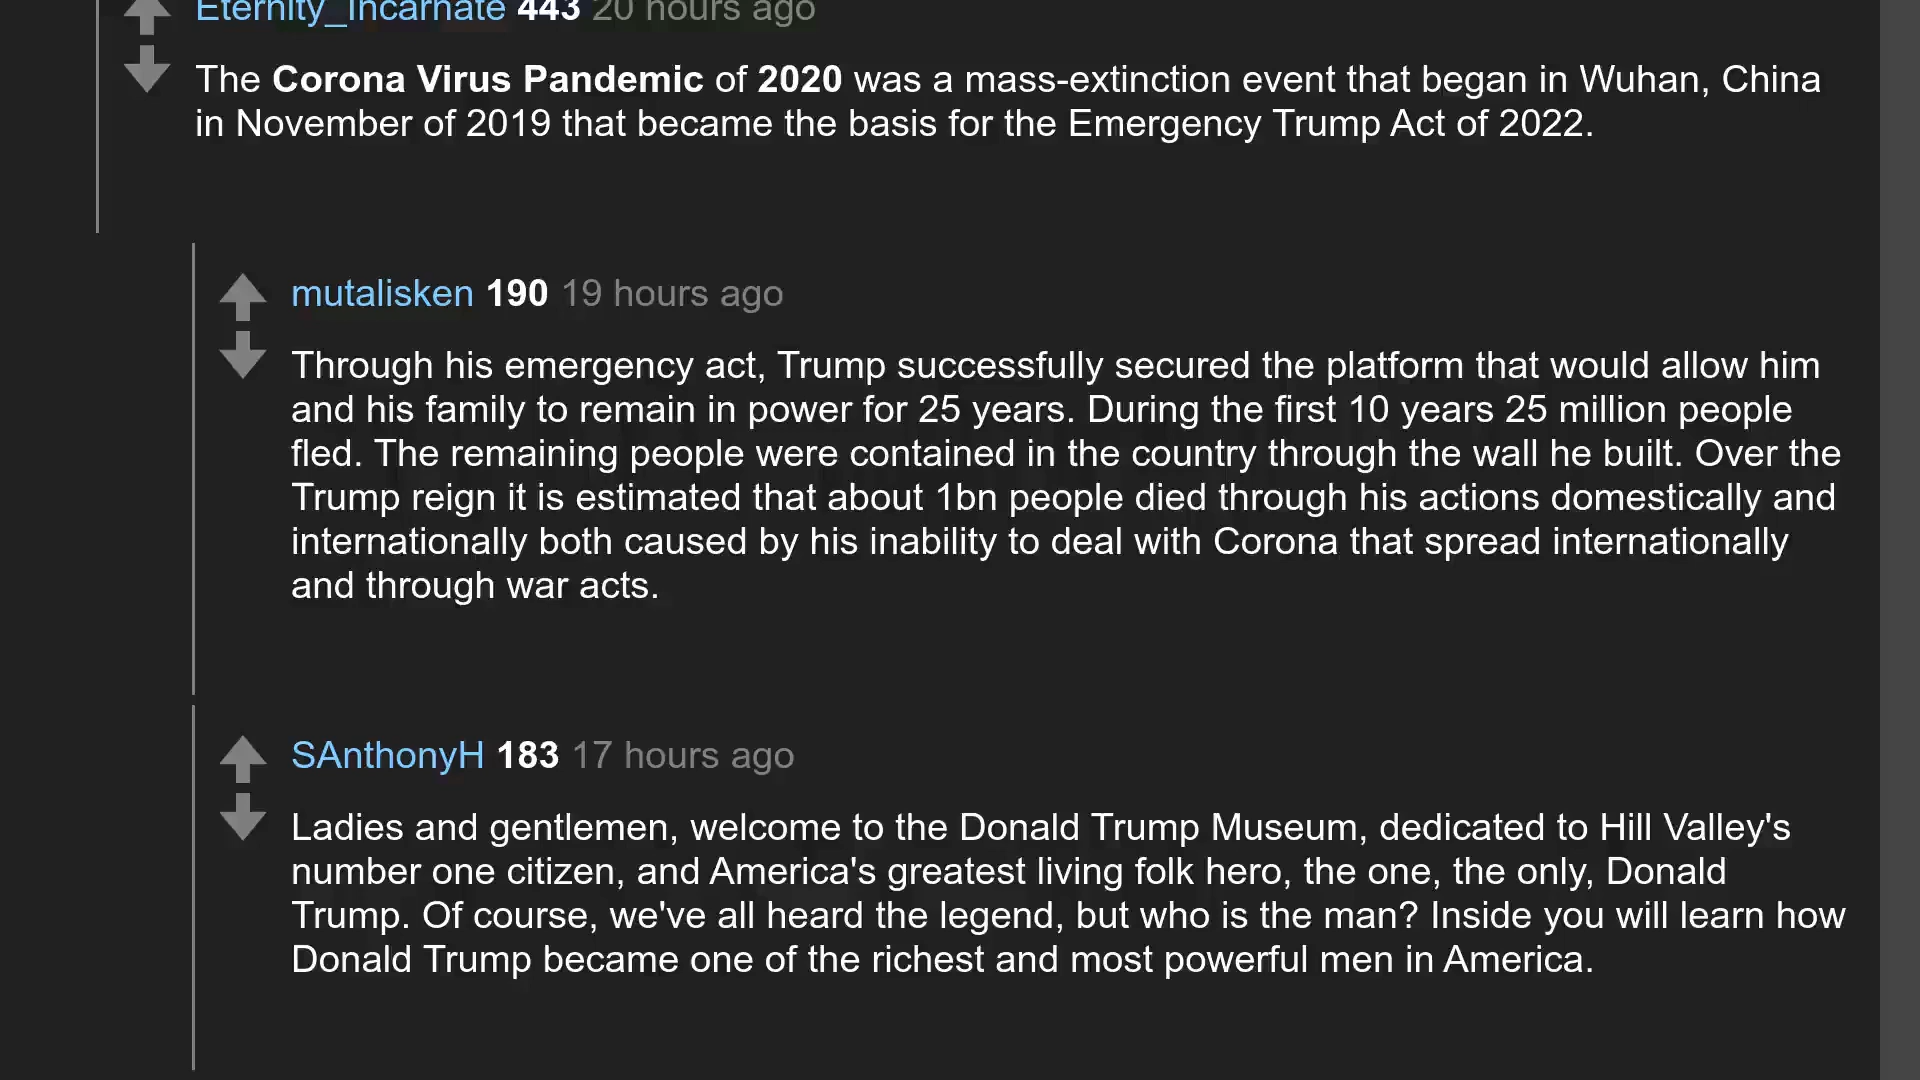 Eternity_Incarnate 443 20 hours ago
The Corona Virus Pandemic of 2020 was a mass-extinction event that began in Wuhan, China
in November of 2019 that became the basis for the Emergency Trump Act of 2022.
mutalisken 190 19 hours ago
Through his emergency act, Trump successfully secured the platform that would allow him
and his family to remain in power for 25 years. During the first 10 years 25 million people
fled. The remaining people were contained in the country through the wall he built. Over the
Trump reign it is estimated that about 1bn people died through his actions domestically and
internationally both caused by his inability to deal with Corona that spread internationally
and through war acts.
SAnthonyH 183 17 hours ago
Ladies and gentlemen, welcome to the Donald Trump Museum, dedicated to Hill Valley's
number one citizen, and America's greatest living folk hero, the one, the only, Donald
Trump. Of course, we've all heard the legend, but who is the man? Inside you will learn how
Donald Trump became one of the richest and most powerful men in America.